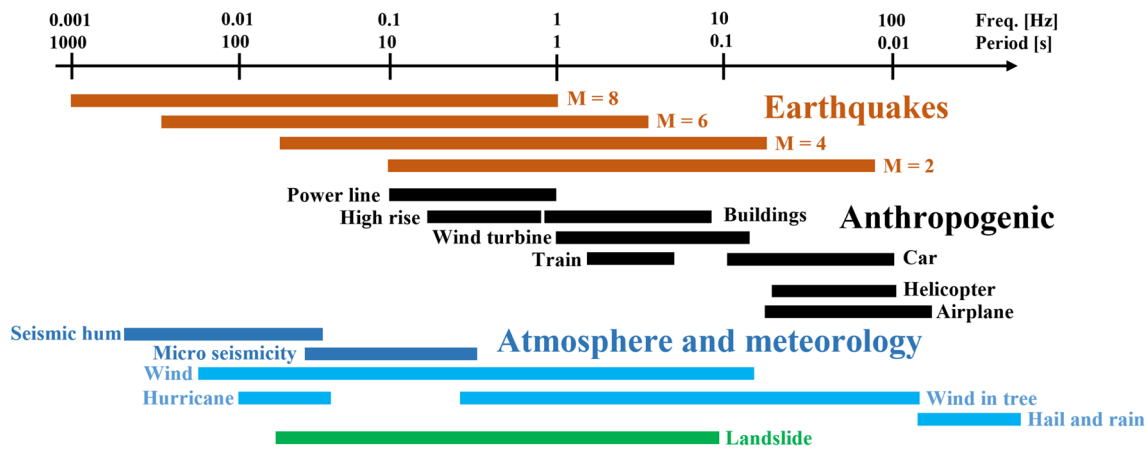 0.001 0.01 0.1 1 10 100 Freq. [Hz]
1000 100 10 1 0.1 0.01 Period [s]
M = 8
Earthquakes
M = 6
M = 4
M = 2
Power line
High rise Buildings
Anthropogenic
Wind turbine
Train Car
Helicopter
Airplane
Seismic hum
Atmosphere and meteorology
Micro seismicity
Wind
Hurricane Wind in tree
Hail and rain
Landslide